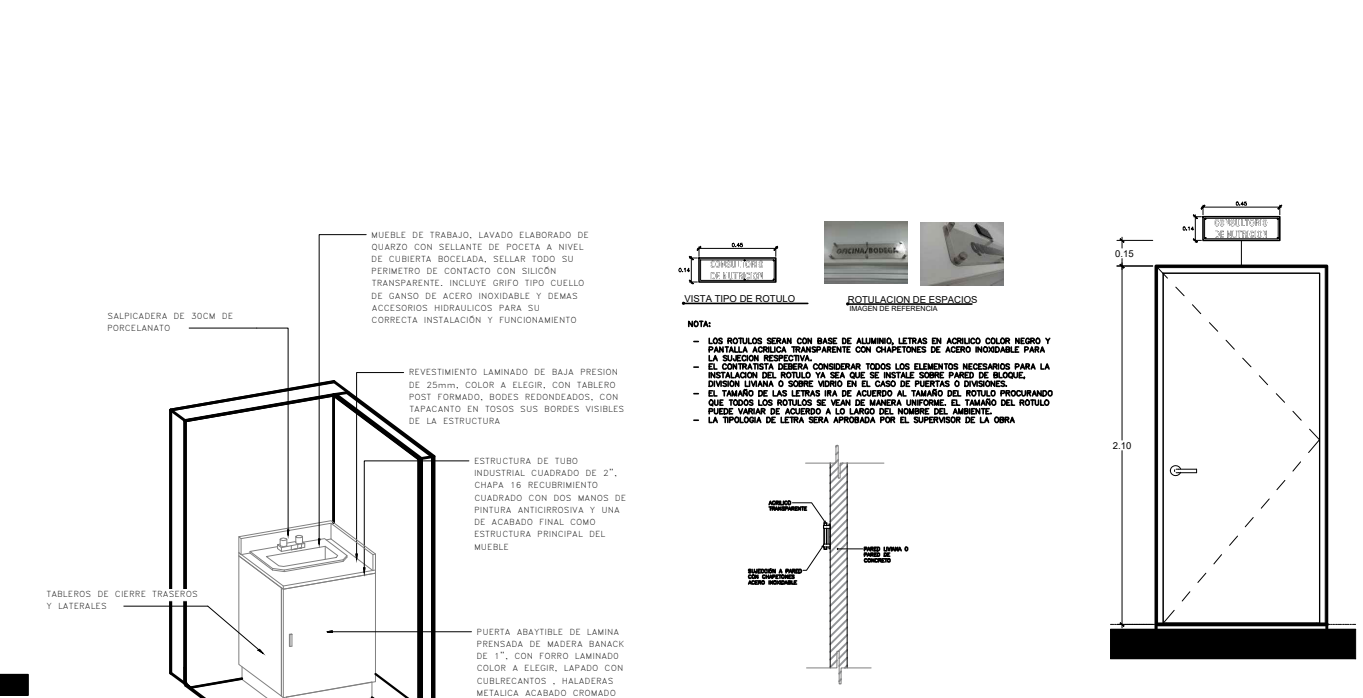 MUEBLE DE TRABAJO, LAVADO ELABORADO DE
QUARZO CON SELLANTE DE POCETA A NIVEL
DE CUBIERTA BOCELADA, SELLAR TODO SU
PERIMETRO DE CONTACTO CON SILICÓN
TRANSPARENTE. INCLUYE GRIFO TIPO CUELLO
DE GANSO DE ACERO INOXIDABLE Y DEMAS
ACCESORIOS HIDRAULICOS PARA SU
CORRECTA INSTALACIÓN Y FUNCIONAMIENTO
SALPICADERA DE 30CM DE
PORCELANATO
REVESTIMIENTO LAMINADO DE BAJA PRESION
DE 25mm, COLOR A ELEGIR, CON TABLERO
POST FORMADO, BODES REDONDEADOS, CON
TAPACANTO EN TOSOS SUS BORDES VISIBLES
DE LA ESTRUCTURA
ESTRUCTURA DE TUBO
INDUSTRIAL CUADRADO DE 2",
CHAPA 16 RECUBRIMIENTO
CUADRADO CON DOS MANOS DE
PINTURA ANTICIRROSIVA Y UNA
DE ACABADO FINAL COMO
ESTRUCTURA PRINCIPAL DEL
MUEBLE
TABLEROS DE CIERRE TRASEROS
Y LATERALES
PUERTA ABAYTIBLE DE LAMINA
PRENSADA DE MADERA BANACK
DE 1", CON FORRO LAMINADO
COLOR A ELEGIR, LAPADO CON
CUBLRECANTOS , HALADERAS
METALICA ACABADO CROMADO
0.45
0.14
CONSULTORIO
DE NUTRICION
VISTA TIPO DE ROTULO
OFICINA/BODEGA
ROTULACION DE ESPACIOS
IMAGEN DE REFERENCIA
NOTA:
– LOS ROTULOS SERAN CON BASE DE ALUMINIO, LETRAS EN ACRILICO COLOR NEGRO Y
PANTALLA ACRILICA TRANSPARENTE CON CHAPETONES DE ACERO INOXIDABLE PARA
LA SUJECION RESPECTIVA.
– EL CONTRATISTA DEBERA CONSIDERAR TODOS LOS ELEMENTOS NECESARIOS PARA LA
INSTALACION DEL ROTULO YA SEA QUE SE INSTALE SOBRE PARED DE BLOQUE,
DIVISION LIVIANA O SOBRE VIDRIO EN EL CASO DE PUERTAS O DIVISIONES.
– EL TAMAÑO DE LAS LETRAS IRA DE ACUERDO AL TAMAÑO DEL ROTULO PROCURANDO
QUE TODOS LOS ROTULOS SE VEAN DE MANERA UNIFORME. EL TAMAÑO DEL ROTULO
PUEDE VARIAR DE ACUERDO A LO LARGO DEL NOMBRE DEL AMBIENTE.
– LA TIPOLOGIA DE LETRA SERA APROBADA POR EL SUPERVISOR DE LA OBRA
ACRILICO
TRANSPARENTE
PARED LIVIANA O
PARED DE
CONCRETO
SUJECCIÓN A PARED
CON CHAPETONES
ACERO INOXIDABLE
0.45
0.14
CONSULTORIO
DE NUTRICION
0.15
2.10